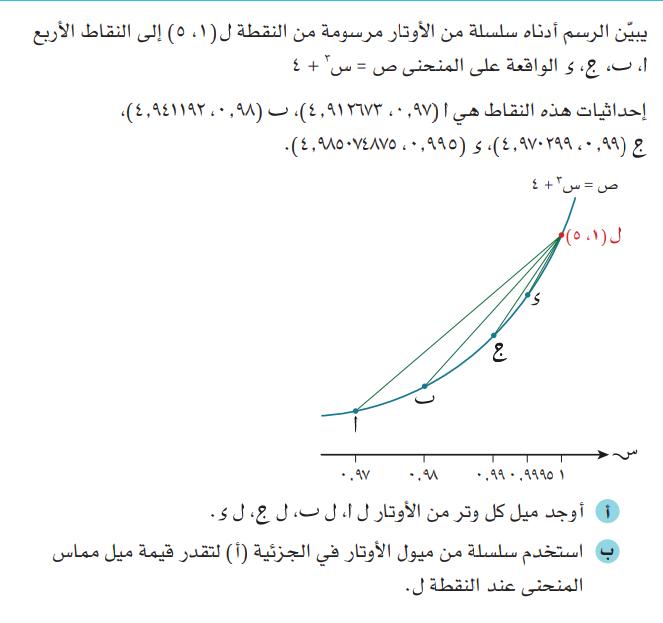 يبيّن الرسم أدناه سلسلة من الأوتار مرسومة من النقطة ل(١، ٥) إلى النقاط الأربع
ا، ب، ج، ى الواقعة على المنحنى ص = س٣ + ٤
إحداثيات هذه النقاط هي ا (٠,٩٧، ٤,٩١٢٦٧٣)، ب (٠,٩٨، ٤,٩٤١١٩٢)،
ج (٠,٩٩، ٤,٩٧٠٢٩٩)، ى (٠,٩٩٥، ٤,٩٨٥٠٧٤٨٧٥).
ص = س٣ + ٤
ل(١، ٥)
ى
ج
ب
ا
س
٠,٩٧ ٠,٩٨ ٠,٩٩ ٠,٩٩٩٥ ١
أ أوجد ميل كل وتر من الأوتار ل ا، ل ب، ل ج، ل ى.
ب استخدم سلسلة من ميول الأوتار في الجزئية (أ) لتقدر قيمة ميل مماس
المنحنى عند النقطة ل.